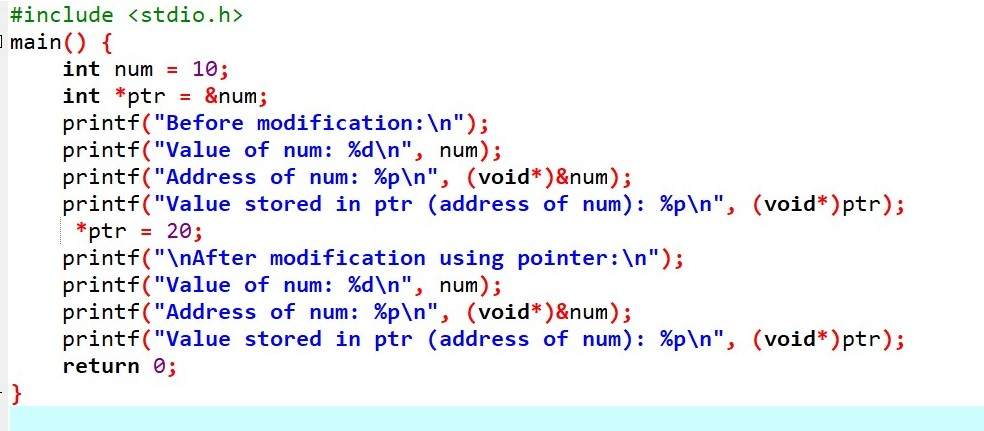 #include <stdio.h>
main() {
    int num = 10;
    int *ptr = &num;
    printf("Before modification:\n");
    printf("Value of num: %d\n", num);
    printf("Address of num: %p\n", (void*)&num);
    printf("Value stored in ptr (address of num): %p\n", (void*)ptr);
     *ptr = 20;
    printf("\nAfter modification using pointer:\n");
    printf("Value of num: %d\n", num);
    printf("Address of num: %p\n", (void*)&num);
    printf("Value stored in ptr (address of num): %p\n", (void*)ptr);
    return 0;
}